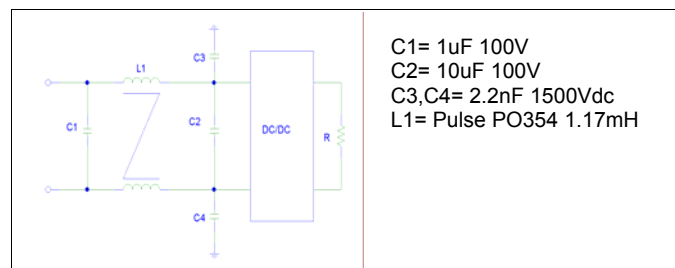 C3
L1
C1
C2
DC/DC
R
C4
C1= 1uF 100V
C2= 10uF 100V
C3,C4= 2.2nF 1500Vdc
L1= Pulse PO354 1.17mH